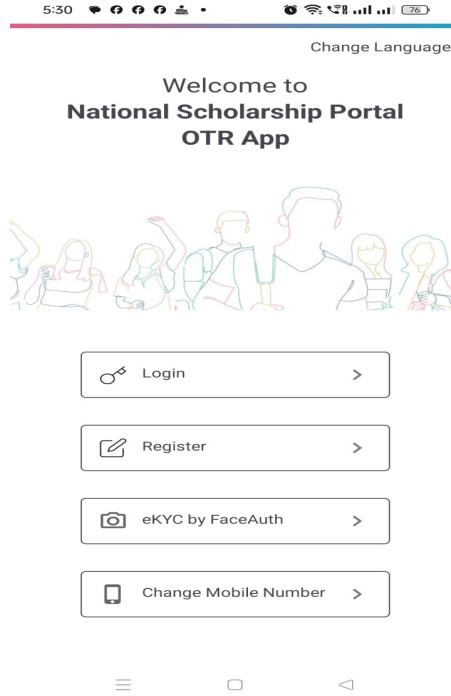 5:30
76
Change Language
Welcome to
National Scholarship Portal
OTR App
Login
Register
eKYC by FaceAuth
Change Mobile Number